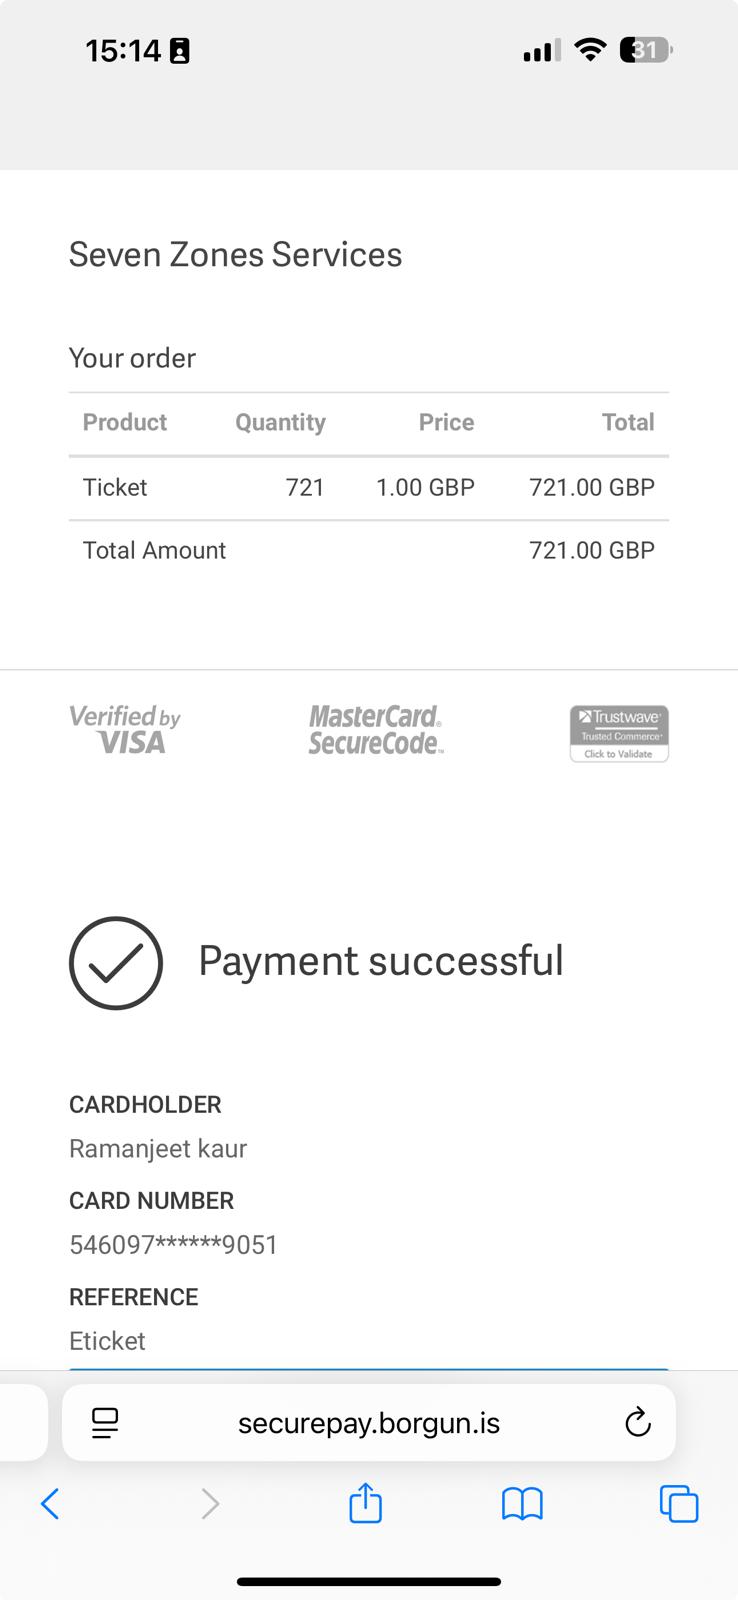 15:14
31
Seven Zones Services
Your order
Product Quantity Price Total
Ticket 721 1.00 GBP 721.00 GBP
Total Amount 721.00 GBP
Verified by
VISA
MasterCard®
SecureCode™
Trustwave®
Trusted Commerce®
Click to Validate
Payment successful
CARDHOLDER
Ramanjeet kaur
CARD NUMBER
546097******9051
REFERENCE
Eticket
securepay.borgun.is